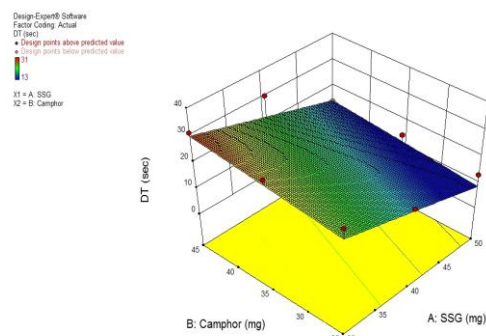 Design-Expert® Software
Factor Coding: Actual
DT (sec)
Design points above predicted value
Design points below predicted value
31
13
X1 = A: SSG
X2 = B: Camphor
40
30
20
10
0
DT (sec)
45
40
35
30
B: Camphor (mg)
50
45
40
35
A: SSG (mg)